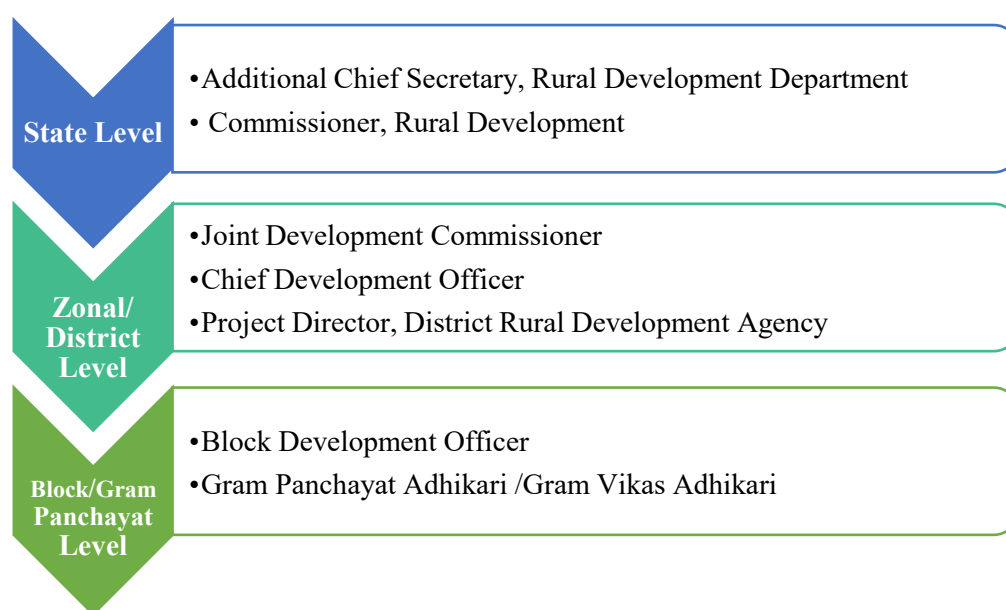 State Level
•Additional Chief Secretary, Rural Development Department
• Commissioner, Rural Development
Zonal/
District
Level
•Joint Development Commissioner
•Chief Development Officer
•Project Director, District Rural Development Agency
Block/Gram
Panchayat
Level
•Block Development Officer
•Gram Panchayat Adhikari /Gram Vikas Adhikari